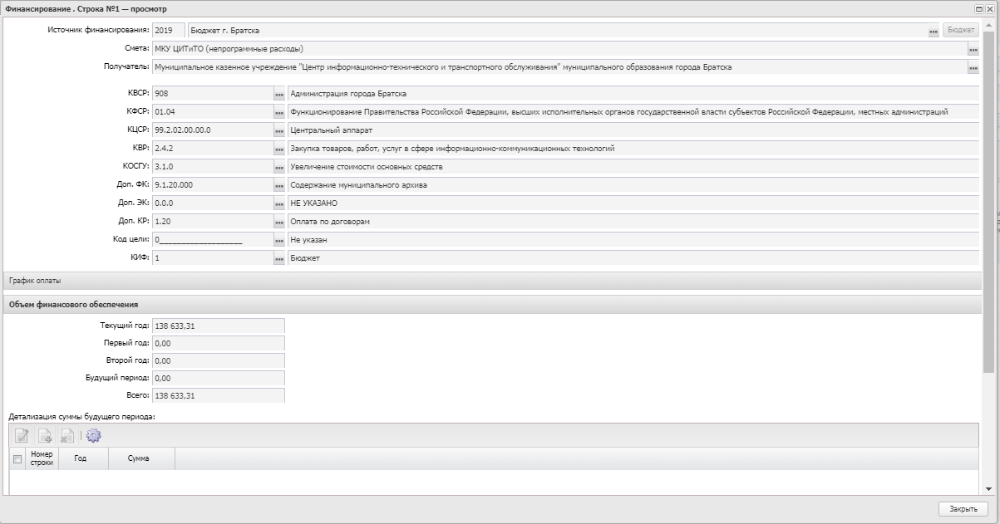 Финансирование . Строка №1 — просмотр
Источник финансирования: 2019 Бюджет г. Братска ... Бюджет
Смета: МКУ ЦИТиТО (непрограммные расходы) ...
Получатель: Муниципальное казенное учреждение "Центр информационно-технического и транспортного обслуживания" муниципального образования города Братска ...
КВСР: 908 ... Администрация города Братска
КФСР: 01.04 ... Функционирование Правительства Российской Федерации, высших исполнительных органов государственной власти субъектов Российской Федерации, местных администраций
КЦСР: 99.2.02.00.00.0 ... Центральный аппарат
КВР: 2.4.2 ... Закупка товаров, работ, услуг в сфере информационно-коммуникационных технологий
КОСГУ: 3.1.0 ... Увеличение стоимости основных средств
Доп. ФК: 9.1.20.000 ... Содержание муниципального архива
Доп. ЭК: 0.0.0 ... НЕ УКАЗАНО
Доп. КР: 1.20 ... Оплата по договорам
Код цели: 0___________________ ... Не указан
КИФ: 1 ... Бюджет
График оплаты
Объем финансового обеспечения
Текущий год: 138 633,31
Первый год: 0,00
Второй год: 0,00
Будущий период: 0,00
Всего: 138 633,31
Детализация суммы будущего периода:
Номер строки Год Сумма
Закрыть